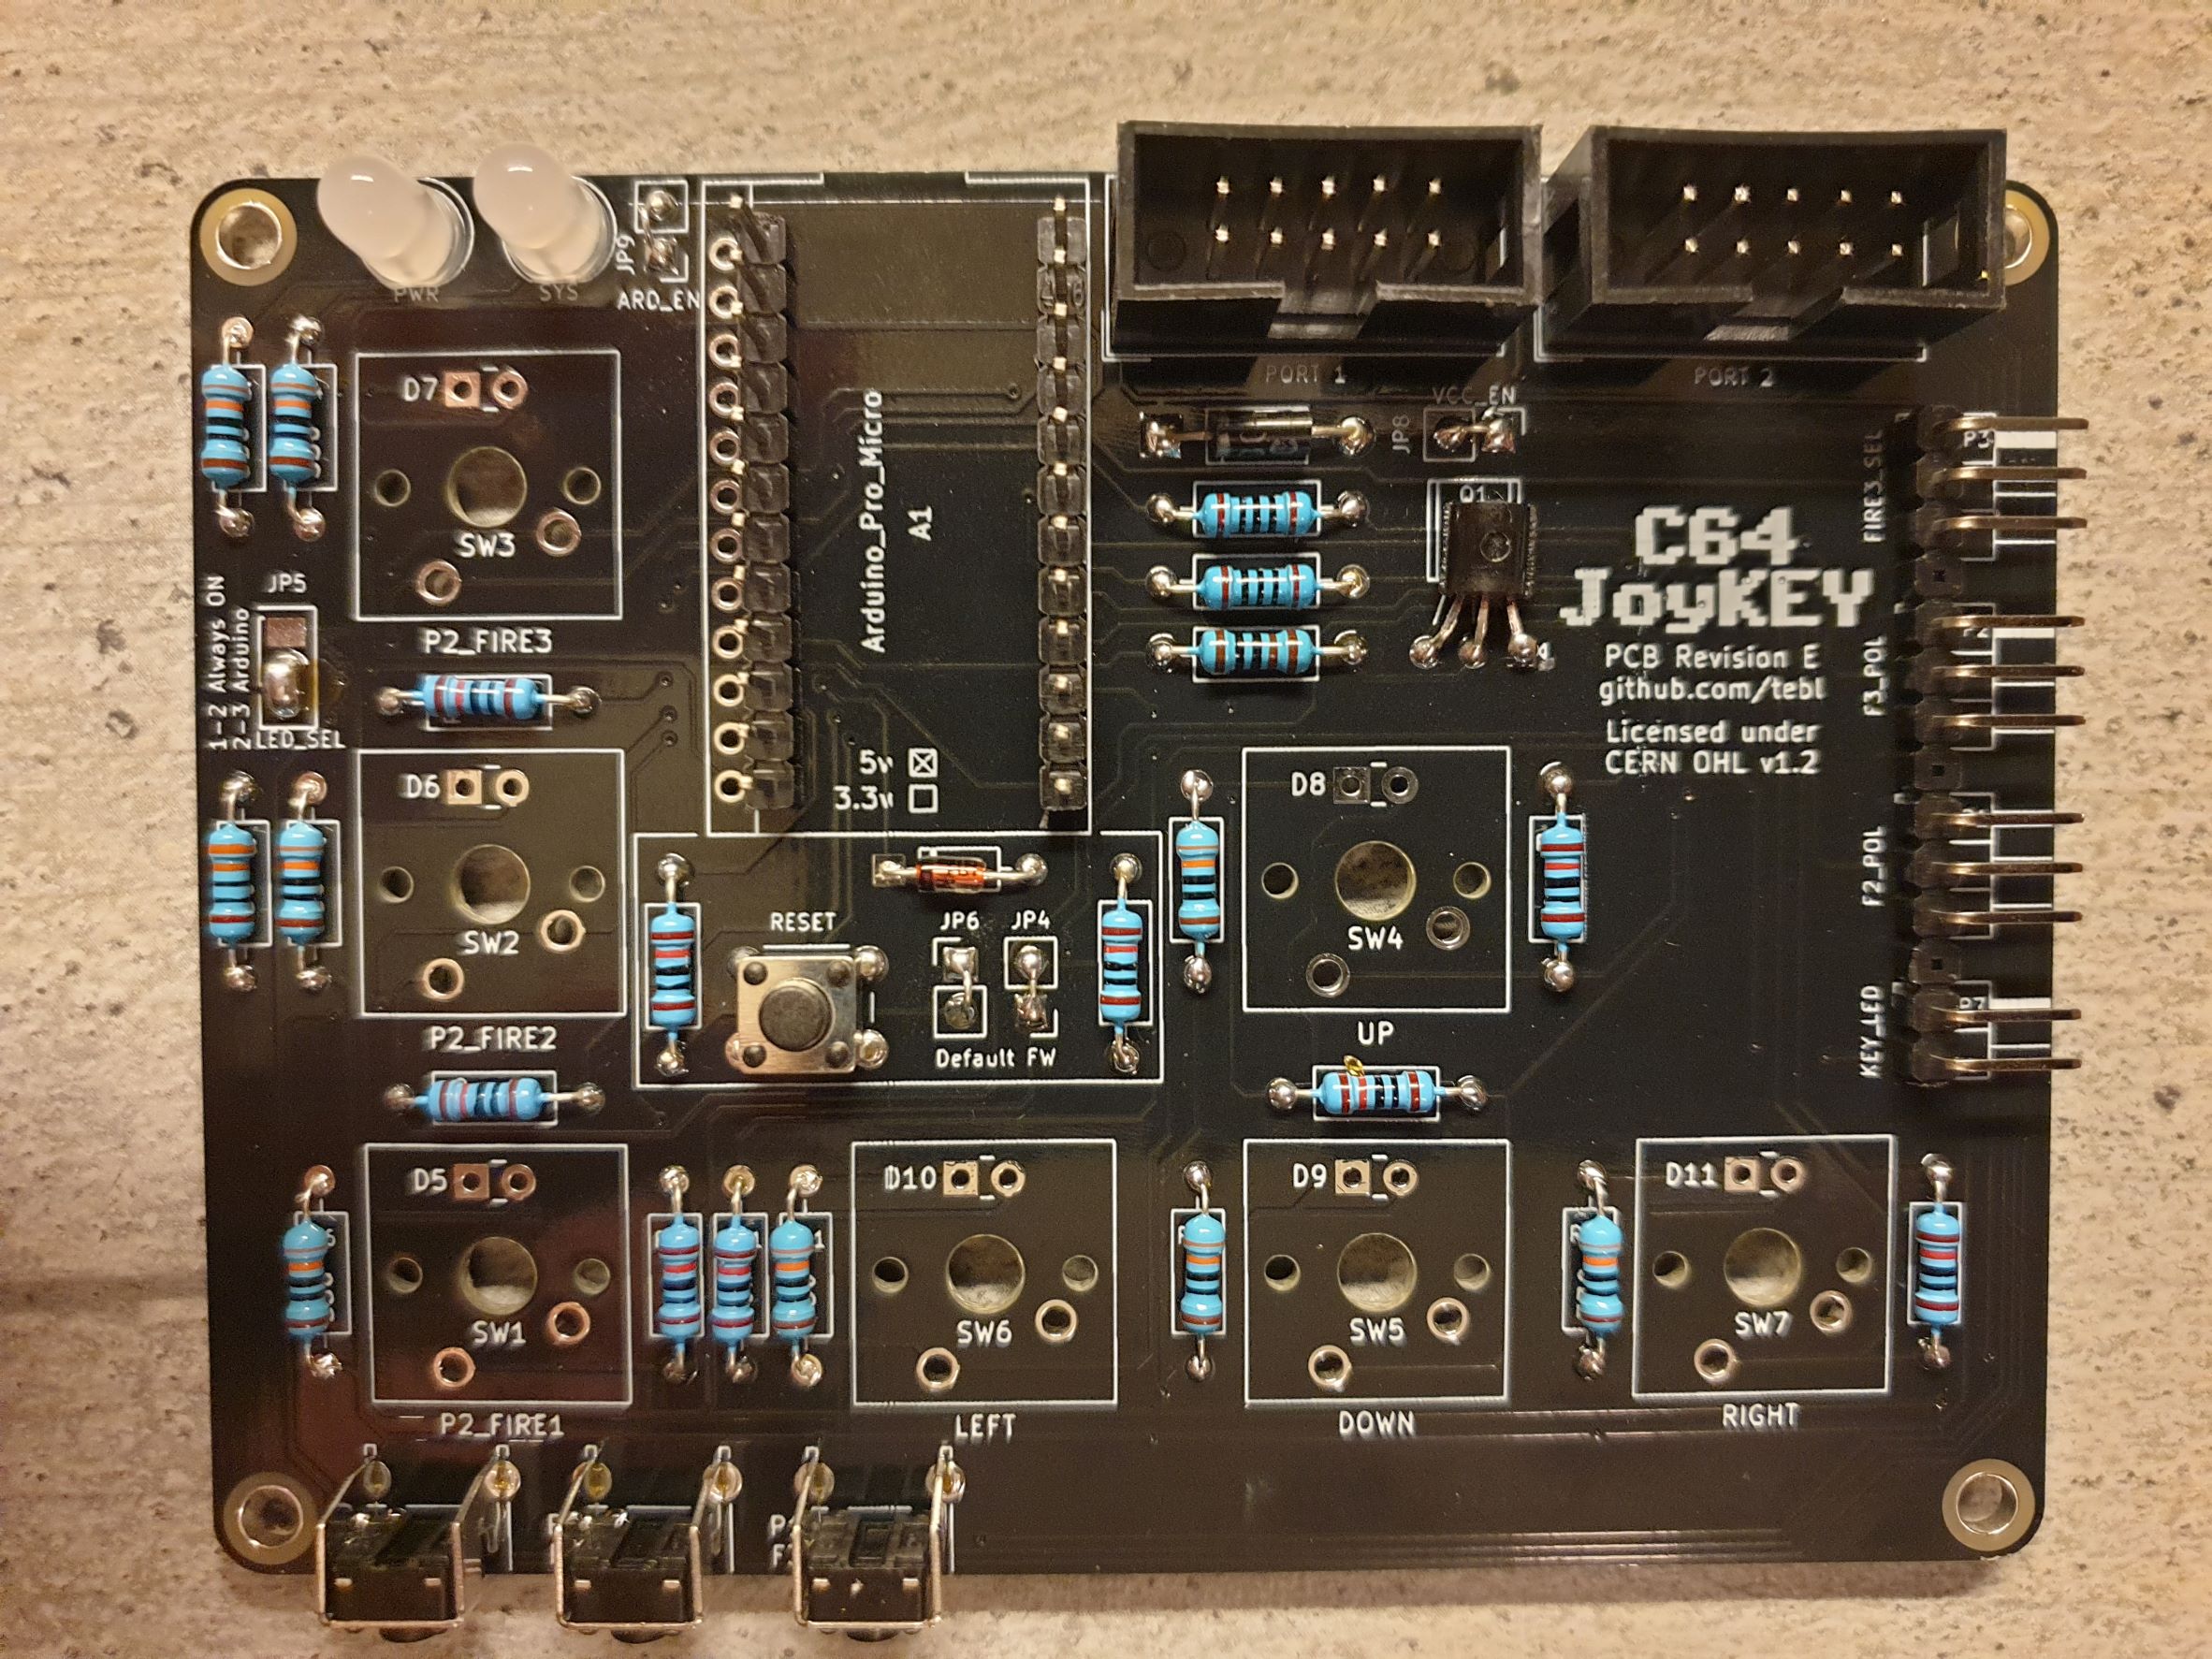 PWR
SYS
JP9
ARD_EN
PORT 1
PORT 2
D7
SW3
P2_FIRE3
Arduino_Pro_Micro
A1
5v
3.3v
VCC_EN
JP8
Q1
FIRE3_SEL
P3
C64
JoyKEY
PCB Revision E
github.com/tebl
Licensed under
CERN OHL v1.2
F3_POL
F2_POL
KEY_LED
P7
JP5
1-2 Always ON
2-3 Arduino
LED_SEL
D6
SW2
P2_FIRE2
RESET
JP6
JP4
Default FW
D8
SW4
UP
D5
SW1
P2_FIRE1
D10
SW6
LEFT
D9
SW5
DOWN
D11
SW7
RIGHT